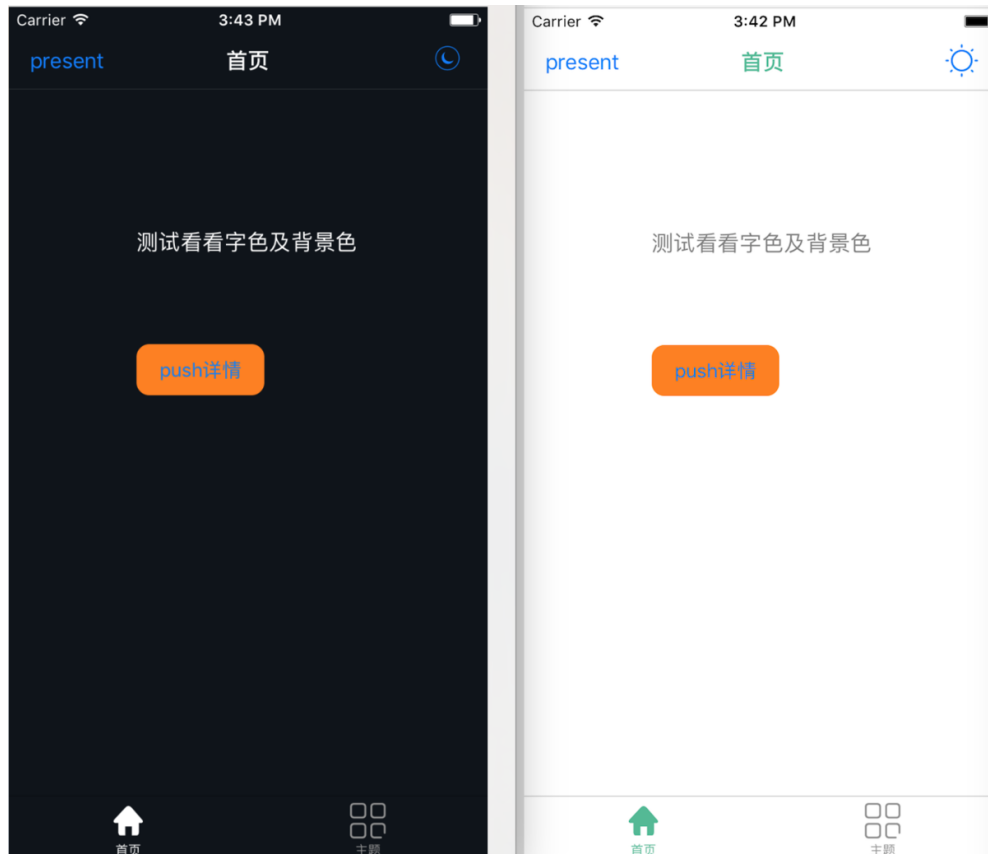 Carrier 3:43 PM
present 首页
测试看看字色及背景色
push详情
首页 主题
Carrier 3:42 PM
present 首页
测试看看字色及背景色
push详情
首页 主题